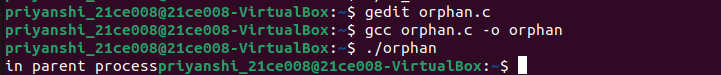 priyanshi_21ce008@21ce008-VirtualBox:~$ gedit orphan.c
priyanshi_21ce008@21ce008-VirtualBox:~$ gcc orphan.c -o orphan
priyanshi_21ce008@21ce008-VirtualBox:~$ ./orphan
in parent processpriyanshi_21ce008@21ce008-VirtualBox:~$